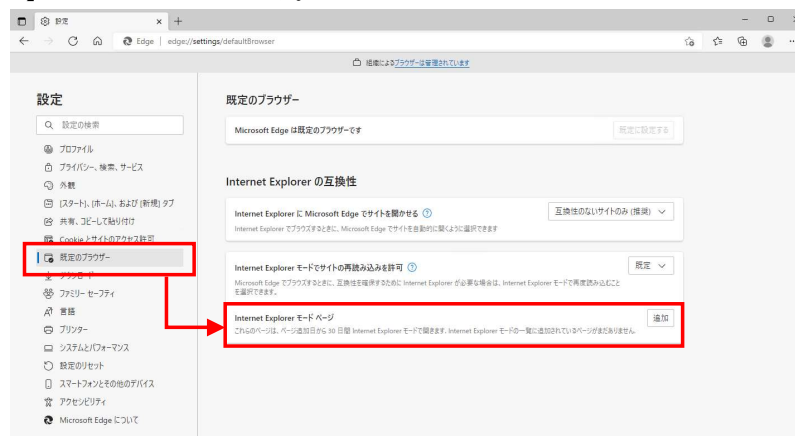 設定
Edge | edge://settings/defaultBrowser
組織によるブラウザーは管理されています
設定
設定の検索
プロファイル
プライバシー、検索、サービス
外観
[スタート]、[ホーム]、および [新規] タブ
共有、コピーして貼り付け
Cookie とサイトのアクセス許可
既定のブラウザー
ダウンロード
ファミリー セーフティ
言語
プリンター
システムとパフォーマンス
設定のリセット
スマートフォンとその他のデバイス
アクセシビリティ
Microsoft Edge について
既定のブラウザー
Microsoft Edge は既定のブラウザーです
既定に設定する
Internet Explorer の互換性
Internet Explorer に Microsoft Edge でサイトを開かせる
互換性のないサイトのみ (推奨)
Internet Explorer でブラウズするときに、Microsoft Edge でサイトを自動的に開くように選択できます
Internet Explorer モードでサイトの再読み込みを許可
既定
Microsoft Edge でブラウズするときに、互換性を確保するために Internet Explorer が必要な場合は、Internet Explorer モードで再度読み込むこと
を選択できます。
Internet Explorer モード ページ
追加
これらのページは、ページ追加日から 30 日間 Internet Explorer モードで開きます. Internet Explorer モードの一覧に追加されているページがまだありません.